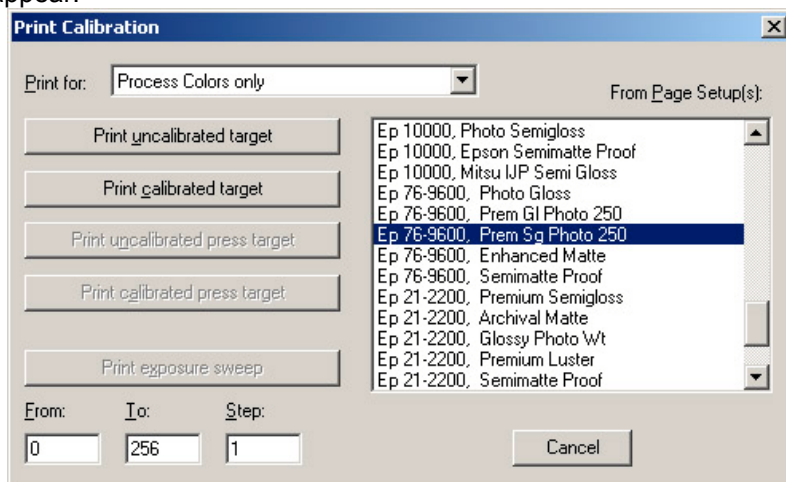 appear.
Print Calibration
Print for: Process Colors only
From Page Setup(s):
Print uncalibrated target
Print calibrated target
Print uncalibrated press target
Print calibrated press target
Print exposure sweep
Ep 10000, Photo Semigloss
Ep 10000, Epson Semimatte Proof
Ep 10000, Mitsu IJP Semi Gloss
Ep 76-9600, Photo Gloss
Ep 76-9600, Prem Gl Photo 250
Ep 76-9600, Prem Sg Photo 250
Ep 76-9600, Enhanced Matte
Ep 76-9600, Semimatte Proof
Ep 21-2200, Premium Semigloss
Ep 21-2200, Archival Matte
Ep 21-2200, Glossy Photo Wt
Ep 21-2200, Premium Luster
Ep 21-2200, Semimatte Proof
From: To: Step:
0 256 1
Cancel